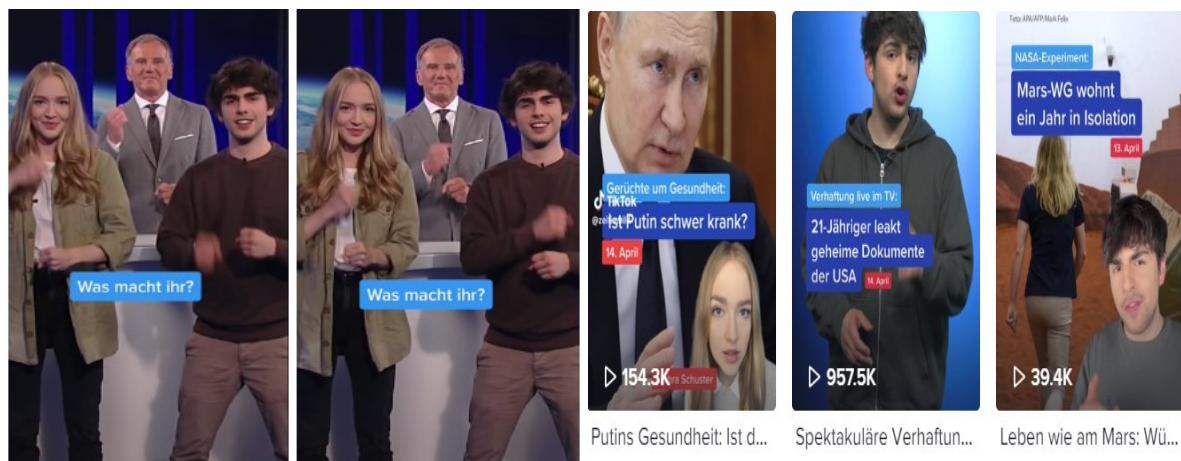 Was macht ihr?
Was macht ihr?
Gerüchte um Gesundheit:
TikTok
Ist Putin schwer krank?
14. April
Schuster
154.3K
Putins Gesundheit: Ist d...
Verhaftung live im TV:
21-Jähriger leakt
geheime Dokumente
der USA
14. April
957.5K
Spektakuläre Verhaftun...
Foto: APA/AFP/Mark Felix
NASA-Experiment:
Mars-WG wohnt
ein Jahr in Isolation
13. April
39.4K
Leben wie am Mars: Wü...